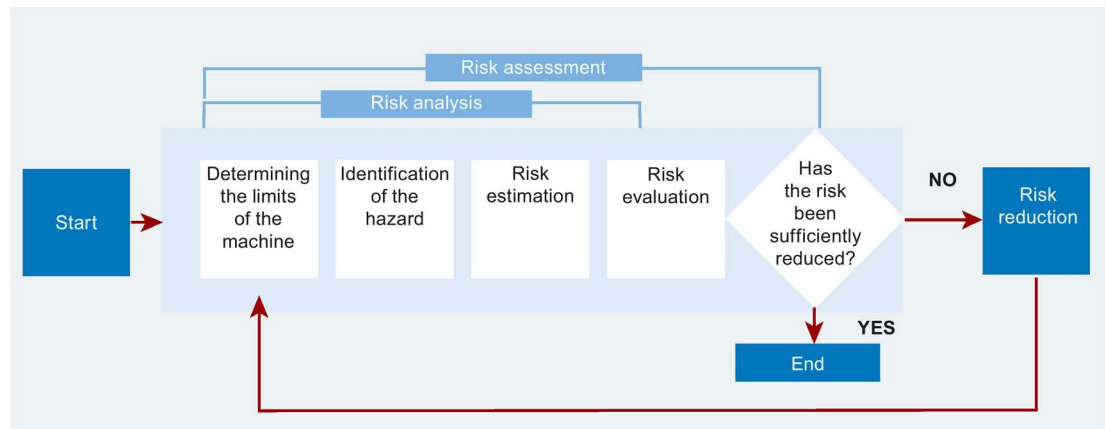 Risk assessment
Risk analysis
Start
Determining
the limits
of the
machine
Identification
of the
hazard
Risk
estimation
Risk
evaluation
Has
the risk
been
sufficiently
reduced?
NO
Risk
reduction
YES
End